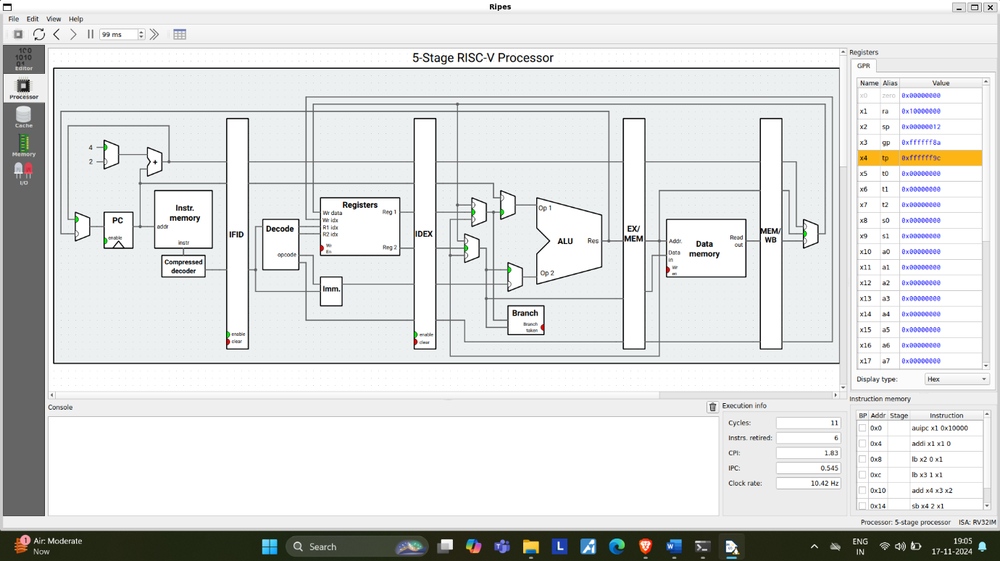 Ripes
File Edit View Help
99 ms
100
1010
01
Editor
Processor
Cache
Memory
I/O
5-Stage RISC-V Processor
4
2
+
PC
enable
Instr.
memory
addr
instr
Compressed
decoder
IFID
enable
clear
Decode
opcode
Registers
Wr data
Wr idx
R1 idx
R2 idx
Wr
En
Reg 1
Reg 2
Imm.
IDEX
enable
clear
Op 1
ALU
Res
Op 2
Branch
Branch
taken
EX/
MEM
Addr.
Data
in
Wr
en
Data
memory
Read
out
MEM/
WB
Registers
GPR
Name Alias Value
x0 zero 0x00000000
x1 ra 0x10000000
x2 sp 0x00000012
x3 gp 0xffffff8a
x4 tp 0xffffff9c
x5 t0 0x00000000
x6 t1 0x00000000
x7 t2 0x00000000
x8 s0 0x00000000
x9 s1 0x00000000
x10 a0 0x00000000
x11 a1 0x00000000
x12 a2 0x00000000
x13 a3 0x00000000
x14 a4 0x00000000
x15 a5 0x00000000
x16 a6 0x00000000
x17 a7 0x00000000
Display type: Hex
Console
Execution info
Cycles: 11
Instrs. retired: 6
CPI: 1.83
IPC: 0.545
Clock rate: 10.42 Hz
Instruction memory
BP Addr Stage Instruction
0x0 auipc x1 0x10000
0x4 addi x1 x1 0
0x8 lb x2 0 x1
0xc lb x3 1 x1
0x10 add x4 x3 x2
0x14 sb x4 2 x1
Processor: 5-stage processor ISA: RV32IM
1
Air: Moderate
Now
Search
L
W
ENG
IN
19:05
17-11-2024